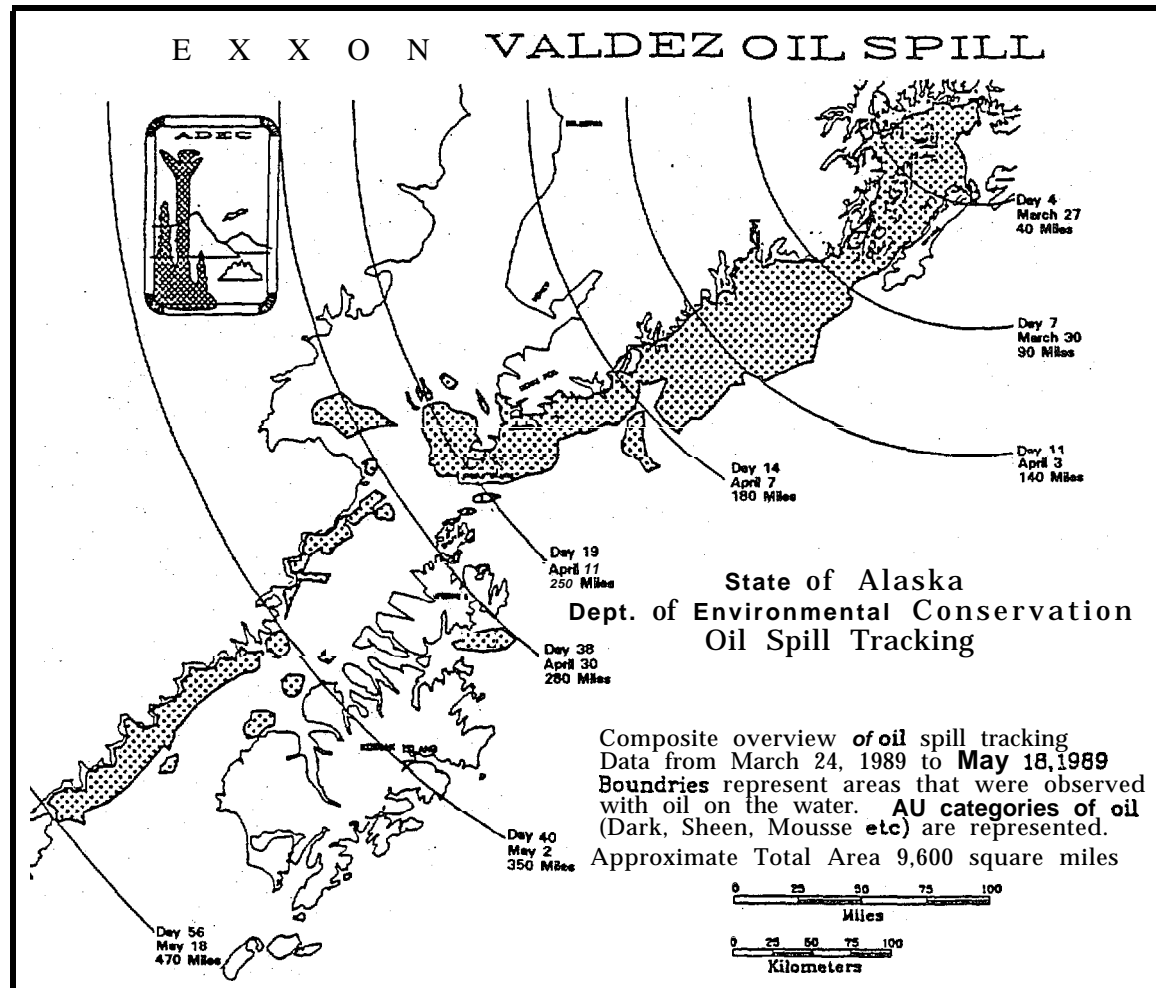 EXXON VALDEZ OIL SPILL
ADEC
Day 4
March 27
40 Miles
Day 7
March 30
90 Miles
Day 11
April 3
140 Miles
Day 14
April 7
180 Miles
Day 19
April 11
250 Miles
Day 38
April 30
280 Miles
Day 40
May 2
350 Miles
Day 56
May 18
470 Miles
KODIAK ISLAND
State of Alaska
Dept. of Environmental Conservation
Oil Spill Tracking
Composite overview of oil spill tracking
Data from March 24, 1989 to May 18,1989
Boundries represent areas that were observed
with oil on the water. AU categories of oil
(Dark, Sheen, Mousse etc) are represented.
Approximate Total Area 9,600 square miles
0 25 50 75 100
Miles
0 25 50 75 100
Kilometers